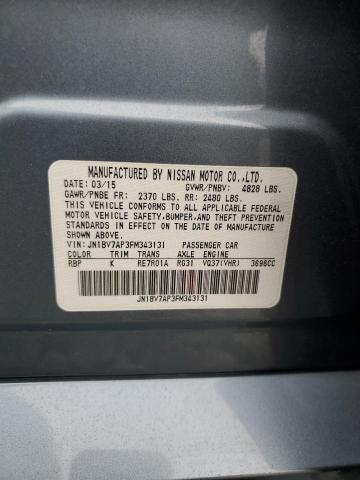 MANUFACTURED BY NISSAN MOTOR CO.,LTD.
DATE: 03/15 GVWR/PNBV: 4828 LBS.
GAWR/PNBE FR: 2370 LBS. RR: 2480 LBS.
THIS VEHICLE CONFORMS TO ALL APPLICABLE FEDERAL
MOTOR VEHICLE SAFETY, BUMPER, AND THEFT PREVENTION
STANDARDS IN EFFECT ON THE DATE OF MANUFACTURE
SHOWN ABOVE.
VIN: JN1BV7AP3FM343131 PASSENGER CAR
COLOR TRIM TRANS AXLE ENGINE
RBP K RE7R01A RG31 VQ37(VHR) 3696CC
JN1BV7AP3FM343131